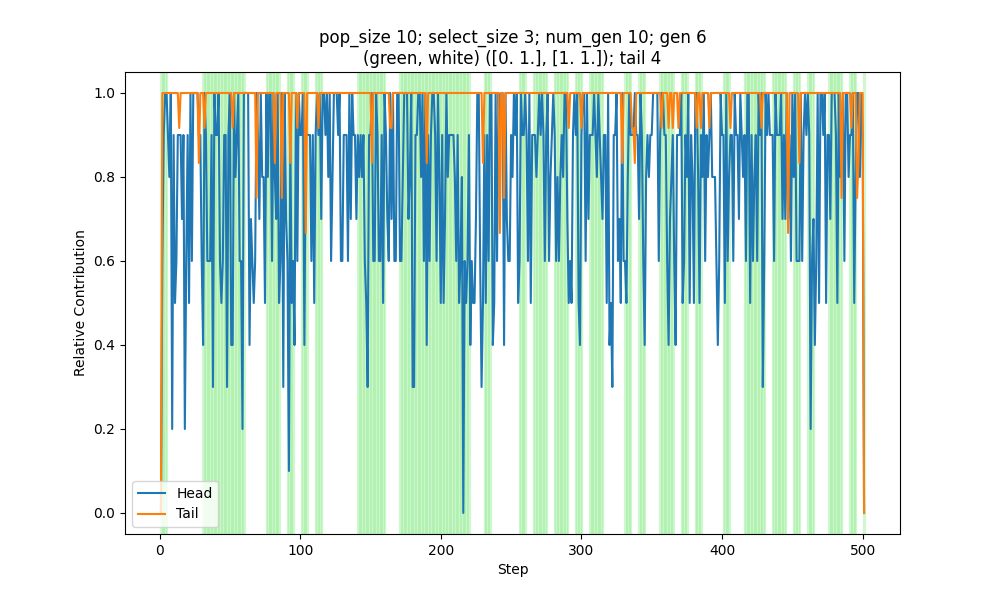 pop_size 10; select_size 3; num_gen 10; gen 6
(green, white) ([0. 1.], [1. 1.]); tail 4
1.0
0.8
0.6
0.4
0.2
0.0
Relative Contribution
Head
Tail
0
100
200
300
400
500
Step